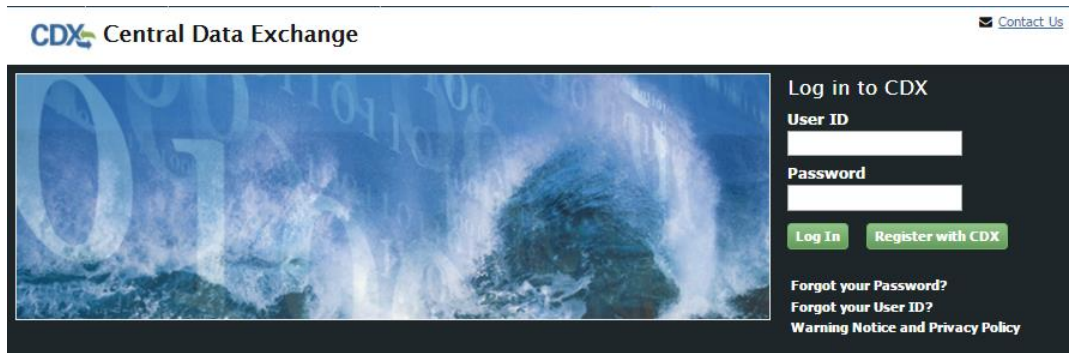 CDX Central Data Exchange
Contact Us
Log in to CDX
User ID
Password
Log In
Register with CDX
Forgot your Password?
Forgot your User ID?
Warning Notice and Privacy Policy